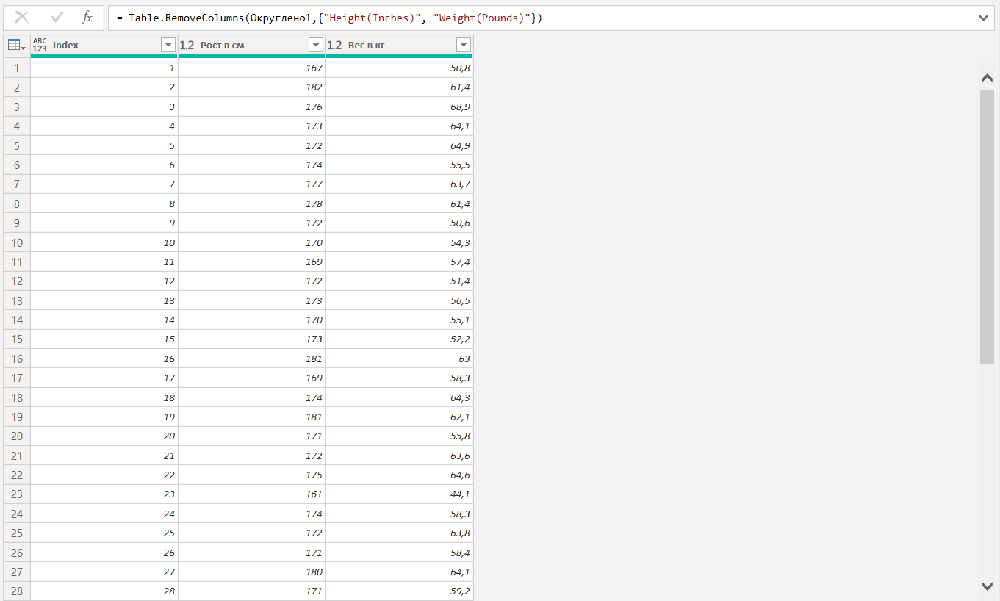 fx = Table.RemoveColumns(Округлено1,{"Height(Inches)", "Weight(Pounds)"})
ABC 123 Index 1.2 Рост в см 1.2 Вес в кг
1 1 167 50,8
2 2 182 61,4
3 3 176 68,9
4 4 173 64,1
5 5 172 64,9
6 6 174 55,5
7 7 177 63,7
8 8 178 61,4
9 9 172 50,6
10 10 170 54,3
11 11 169 57,4
12 12 172 51,4
13 13 173 56,5
14 14 170 55,1
15 15 173 52,2
16 16 181 63
17 17 169 58,3
18 18 174 64,3
19 19 181 62,1
20 20 171 55,8
21 21 172 63,6
22 22 175 64,6
23 23 161 44,1
24 24 174 58,3
25 25 172 63,8
26 26 171 58,4
27 27 180 64,1
28 28 171 59,2